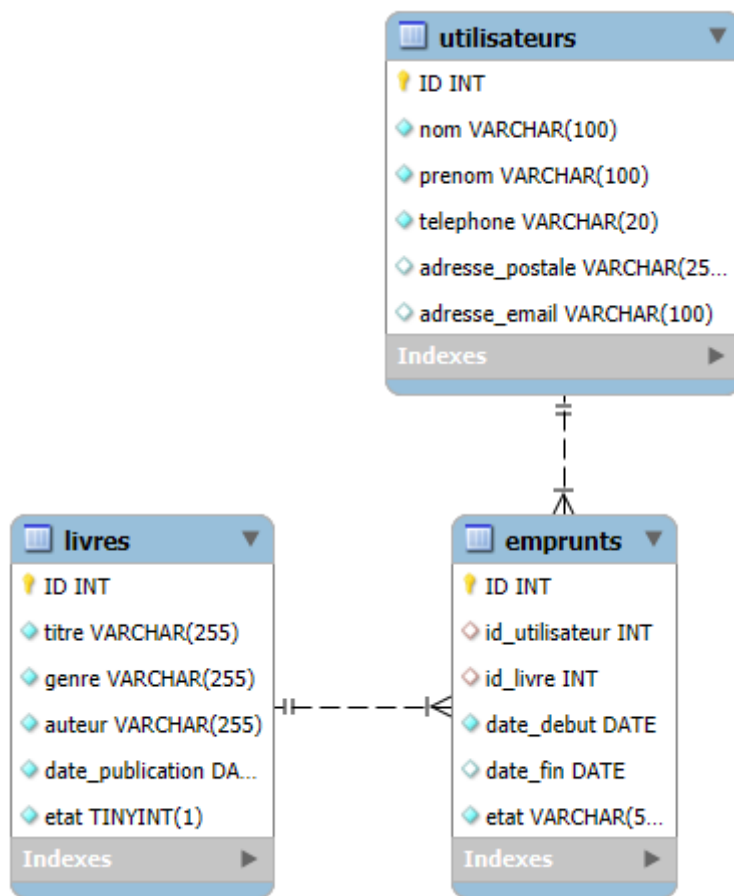 utilisateurs
ID INT
nom VARCHAR(100)
prenom VARCHAR(100)
telephone VARCHAR(20)
adresse_postale VARCHAR(25...
adresse_email VARCHAR(100)
Indexes
livres
ID INT
titre VARCHAR(255)
genre VARCHAR(255)
auteur VARCHAR(255)
date_publication DA...
etat TINYINT(1)
Indexes
emprunts
ID INT
id_utilisateur INT
id_livre INT
date_debut DATE
date_fin DATE
etat VARCHAR(5...
Indexes